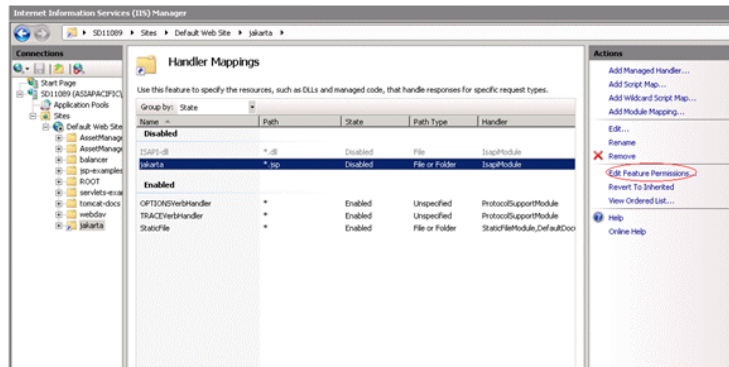 Internet Information Services (IIS) Manager
SD11089 Sites Default Web Site jakarta
Connections
Start Page
SD11089 (ASIAPACIFIC\
Application Pools
Sites
Default Web Site
AssetManage
AssetManage
balancer
jsp-examples
ROOT
servlets-exa
tomcat-docs
webdav
jakarta
Handler Mappings
Use this feature to specify the resources, such as DLLs and managed code, that handle responses for specific request types.
Group by: State
Name Path State Path Type Handler
Disabled
ISAPI-dll *.dll Disabled File IsapiModule
jakarta *.jsp Disabled File or Folder IsapiModule
Enabled
OPTIONSVerbHandler * Enabled Unspecified ProtocolSupportModule
TRACEVerbHandler * Enabled Unspecified ProtocolSupportModule
StaticFile * Enabled File or Folder StaticFileModule,DefaultDoc
Actions
Add Managed Handler...
Add Script Map...
Add Wildcard Script Map...
Add Module Mapping...
Edit...
Rename
Remove
Edit Feature Permissions...
Revert To Inherited
View Ordered List...
Help
Online Help